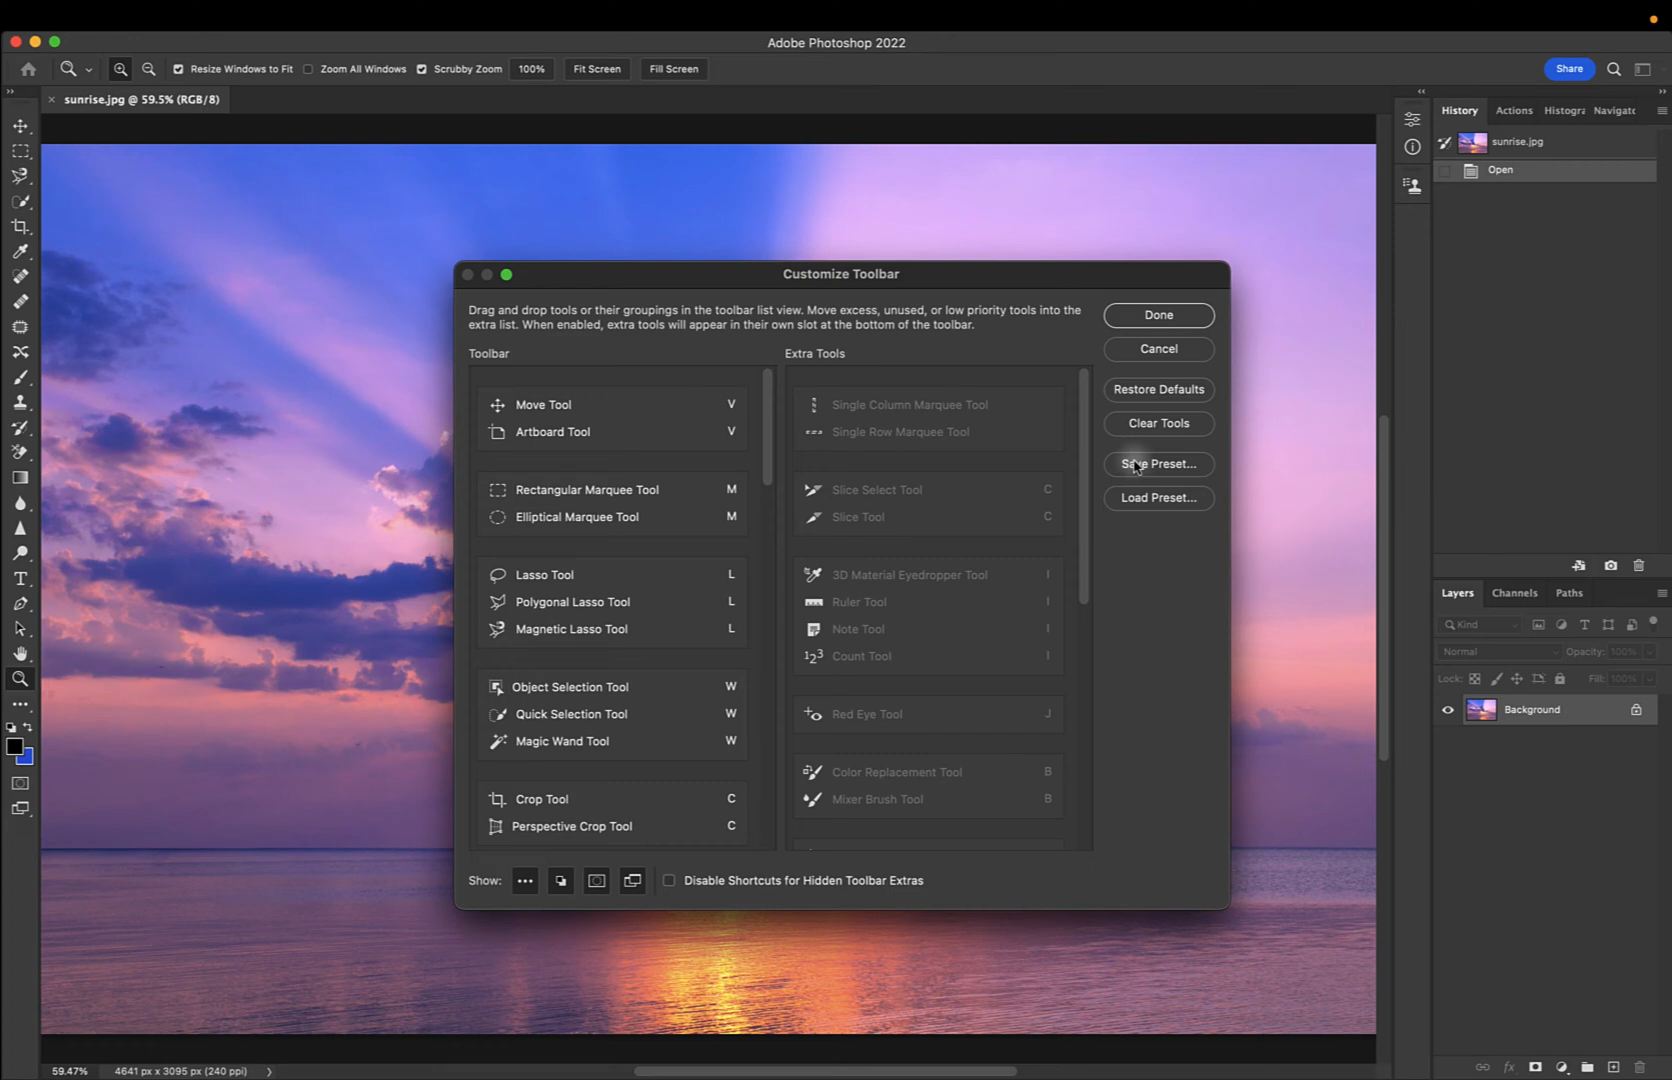 Adobe Photoshop 2022
Resize Windows to Fit
Zoom All Windows
Scrubby Zoom
100%
Fit Screen
Fill Screen
Share
sunrise.jpg @ 59.5% (RGB/8)
History
Actions
Histogra
Navigato
sunrise.jpg
Open
Customize Toolbar
Drag and drop tools or their groupings in the toolbar list view. Move excess, unused, or low priority tools into the
extra list. When enabled, extra tools will appear in their own slot at the bottom of the toolbar.
Toolbar
Move Tool V
Artboard Tool V
Rectangular Marquee Tool M
Elliptical Marquee Tool M
Lasso Tool L
Polygonal Lasso Tool L
Magnetic Lasso Tool L
Object Selection Tool W
Quick Selection Tool W
Magic Wand Tool W
Crop Tool C
Perspective Crop Tool C
Extra Tools
Single Column Marquee Tool
Single Row Marquee Tool
Slice Select Tool C
Slice Tool C
3D Material Eyedropper Tool I
Ruler Tool I
Note Tool I
Count Tool I
Red Eye Tool J
Color Replacement Tool B
Mixer Brush Tool B
Done
Cancel
Restore Defaults
Clear Tools
Save Preset...
Load Preset...
Show:
Disable Shortcuts for Hidden Toolbar Extras
Layers
Channels
Paths
Kind
Normal
Opacity: 100%
Lock:
Fill: 100%
Background
59.47%
4641 px x 3095 px (240 ppi)